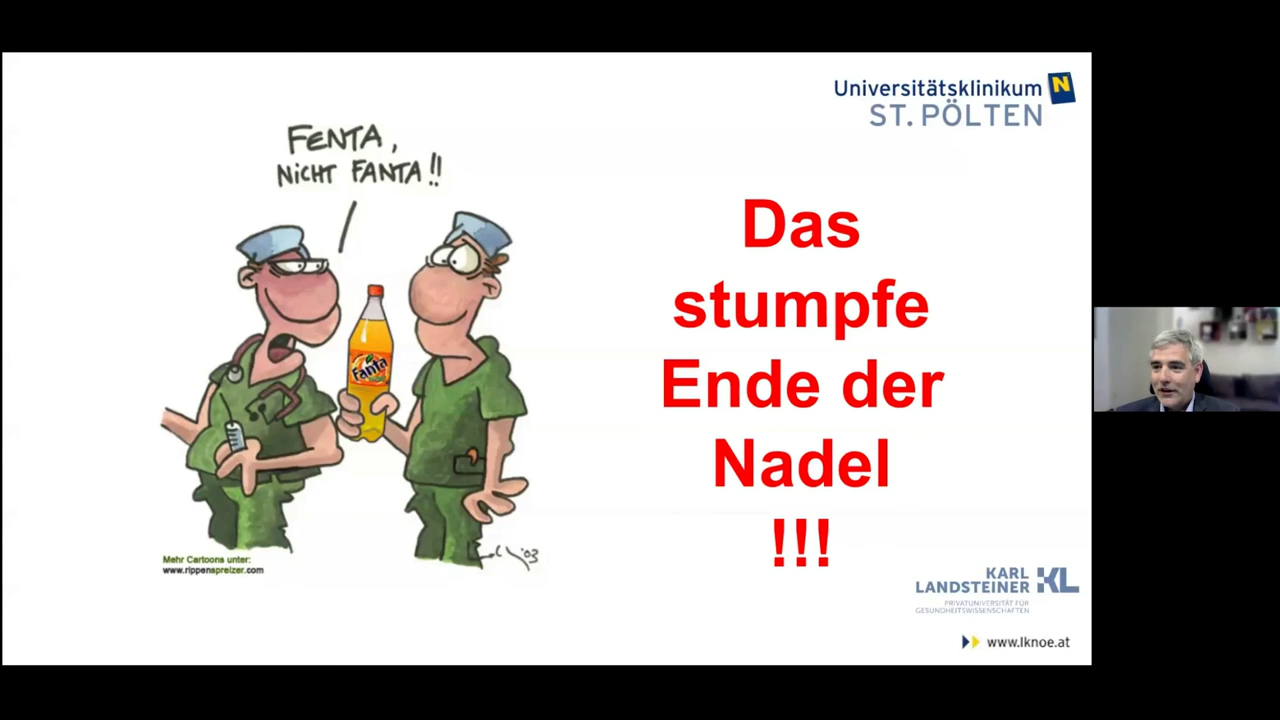 Universitätsklinikum N
ST. PÖLTEN
FENTA,
NiCHT FANTA!!
Fanta
Das
stumpfe
Ende der
Nadel
!!!
Mehr Cartoons unter:
www.rippenspreizer.com
KARL
LANDSTEINER KL
PRIVATUNIVERSITÄT FÜR
GESUNDHEITSWISSENSCHAFTEN
www.lknoe.at